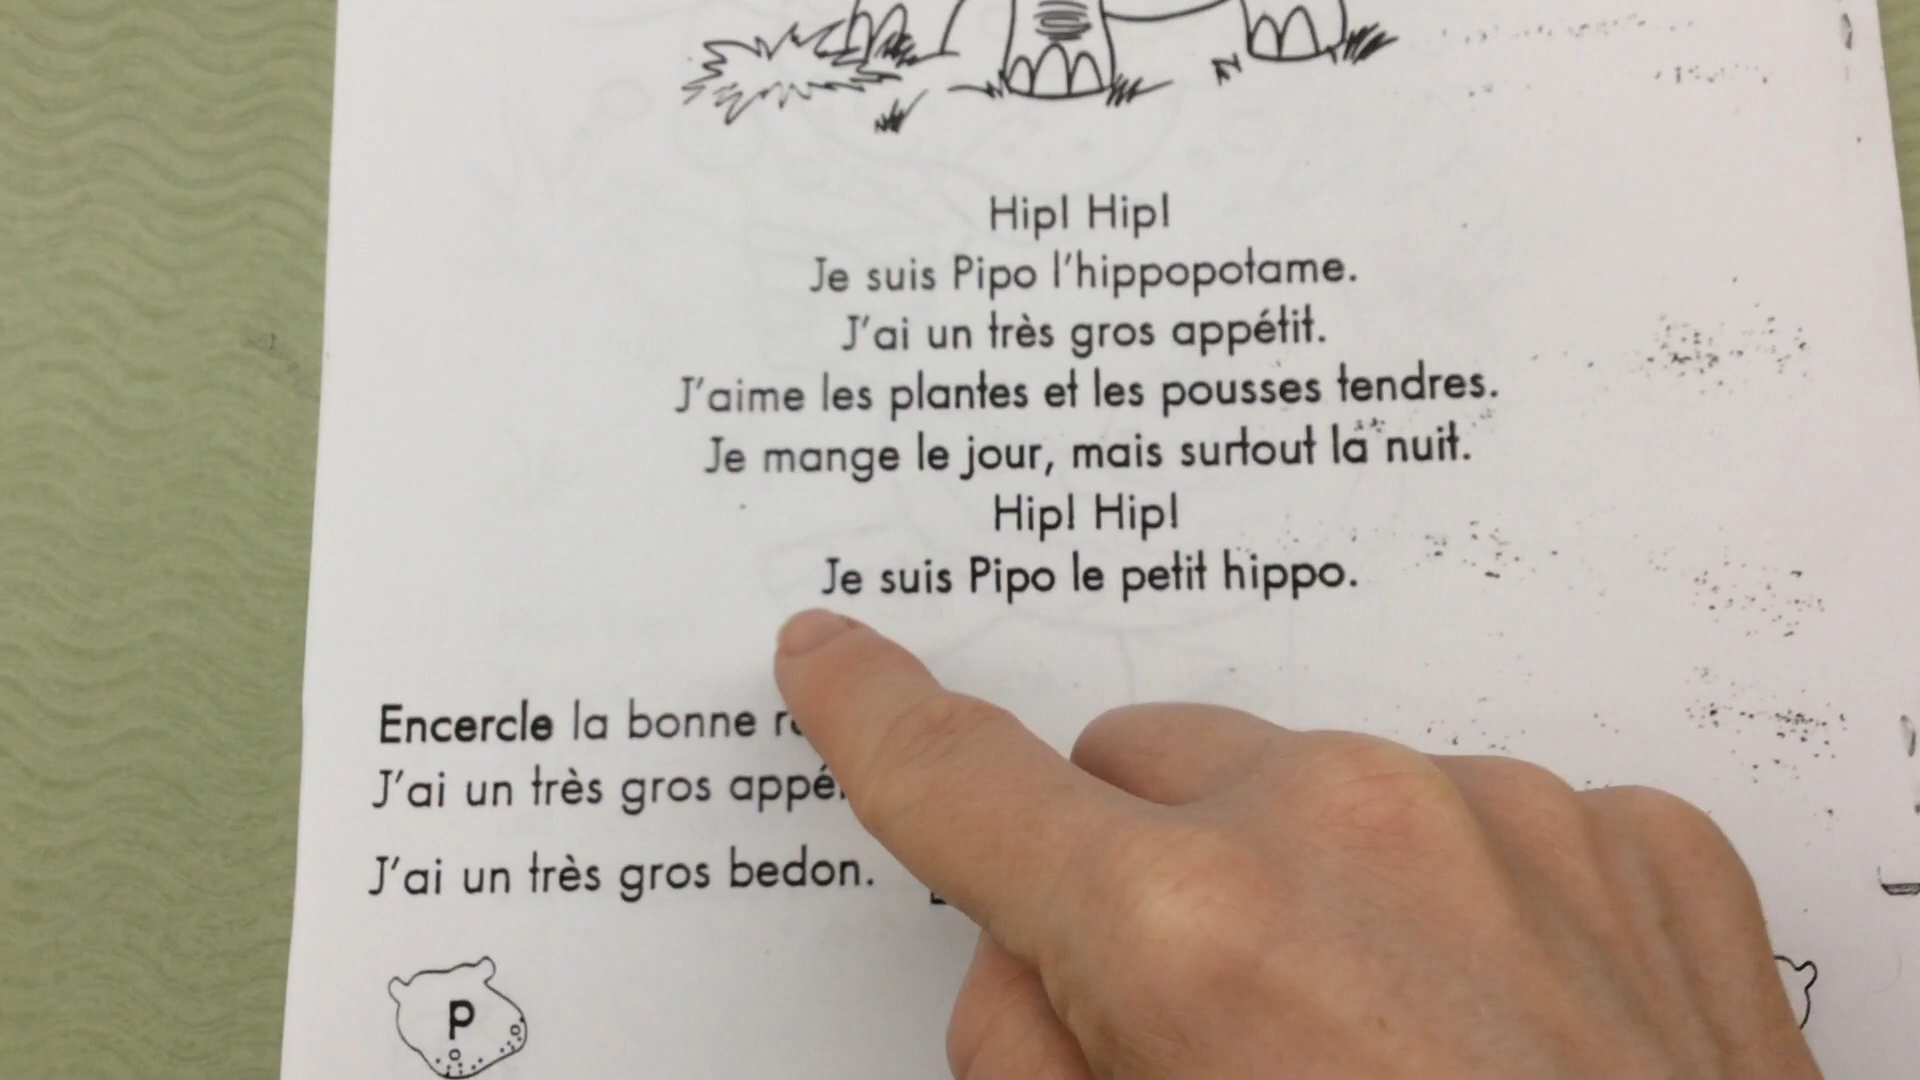 Hip! Hip!
Je suis Pipo l'hippopotame.
J'ai un très gros appétit.
J'aime les plantes et les pousses tendres.
Je mange le jour, mais surtout la nuit.
Hip! Hip!
Je suis Pipo le petit hippo.
Encercle la bonne
J'ai un très gros
J'ai un très gros bedon.
P